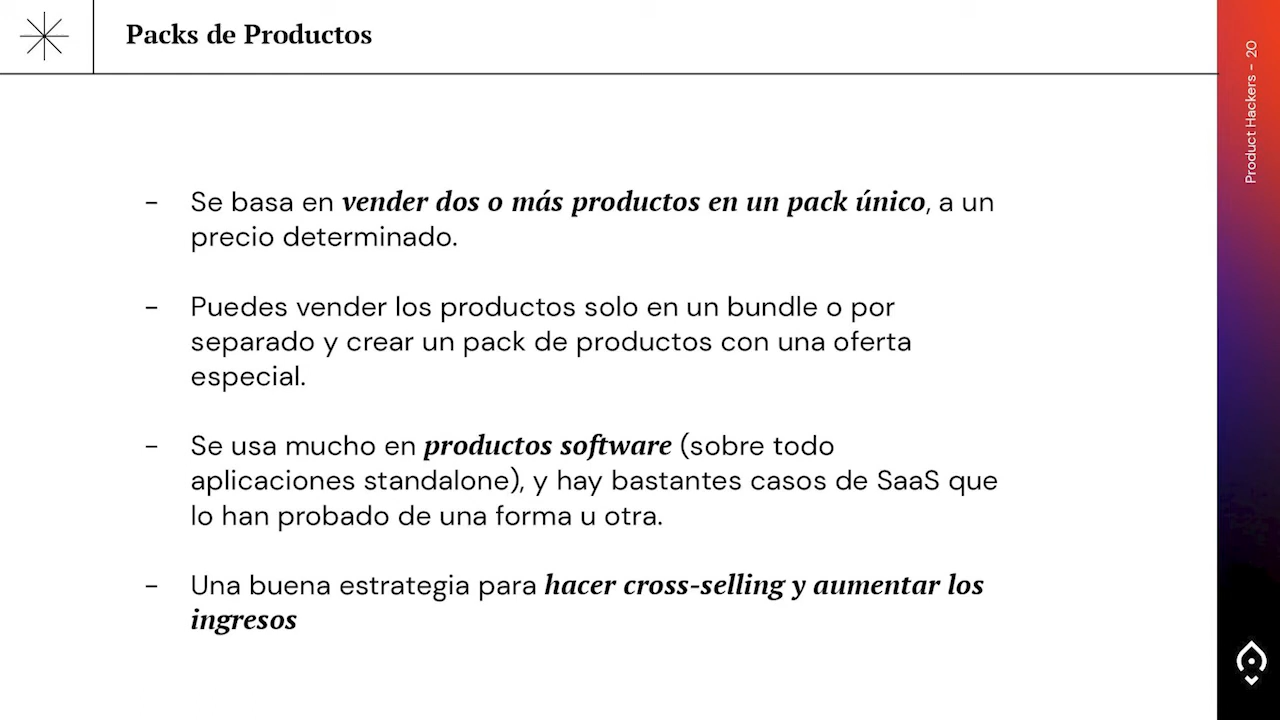 Packs de Productos
Product Hackers - 20
- Se basa en vender dos o más productos en un pack único, a un
precio determinado.
- Puedes vender los productos solo en un bundle o por
separado y crear un pack de productos con una oferta
especial.
- Se usa mucho en productos software (sobre todo
aplicaciones standalone), y hay bastantes casos de SaaS que
lo han probado de una forma u otra.
- Una buena estrategia para hacer cross-selling y aumentar los
ingresos